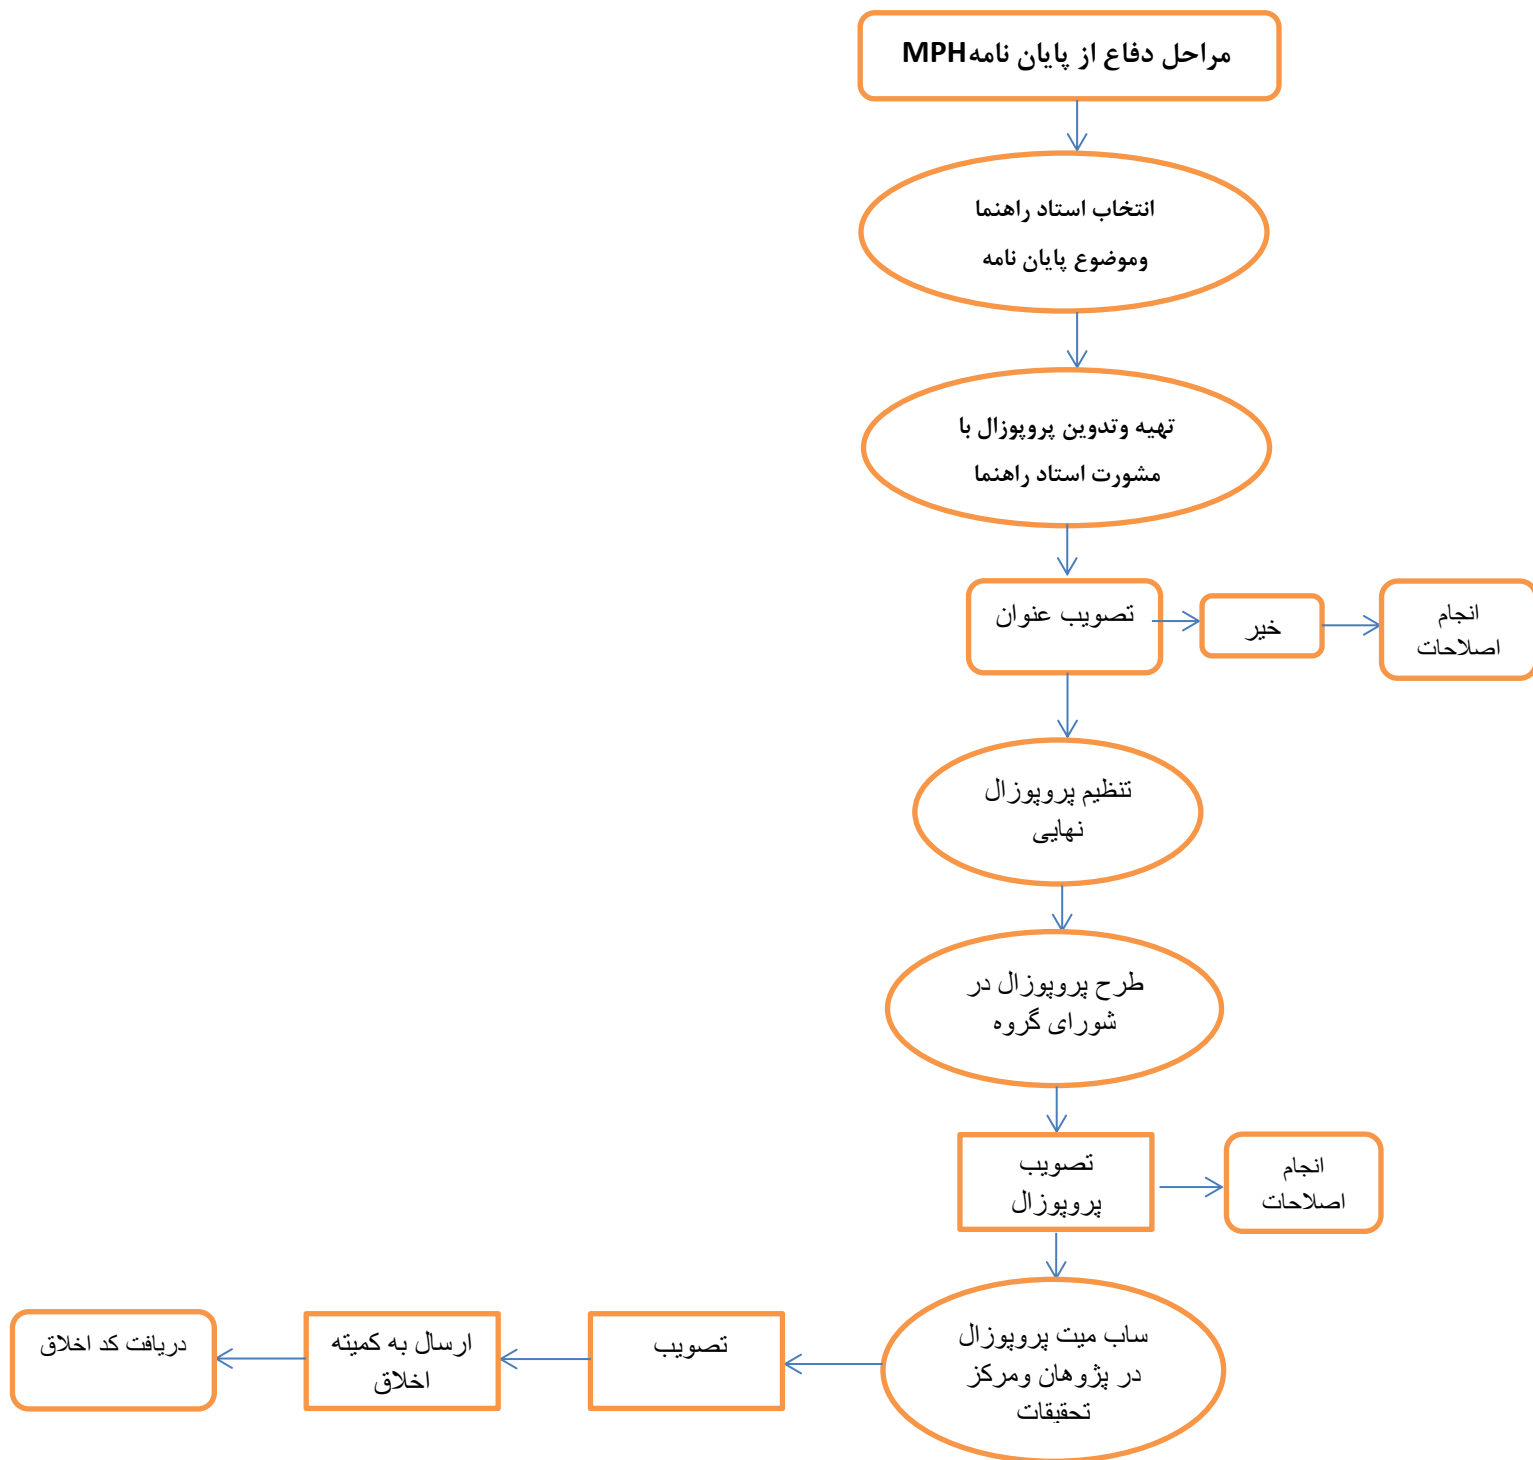 مراحل دفاع از پایان نامهMPH
انتخاب استاد راهنما
وموضوع پایان نامه
تهیه وتدوین پروپوزال با
مشورت استاد راهنما
تصویب عنوان
خیر
انجام
اصلاحات
تنظیم پروپوزال
نهایی
طرح پروپوزال در
شورای گروه
تصویب
پروپوزال
انجام
اصلاحات
ساب میت پروپوزال
در پژوهان ومرکز
تحقیقات
تصویب
ارسال به کمیته
اخلاق
دریافت کد اخلاق